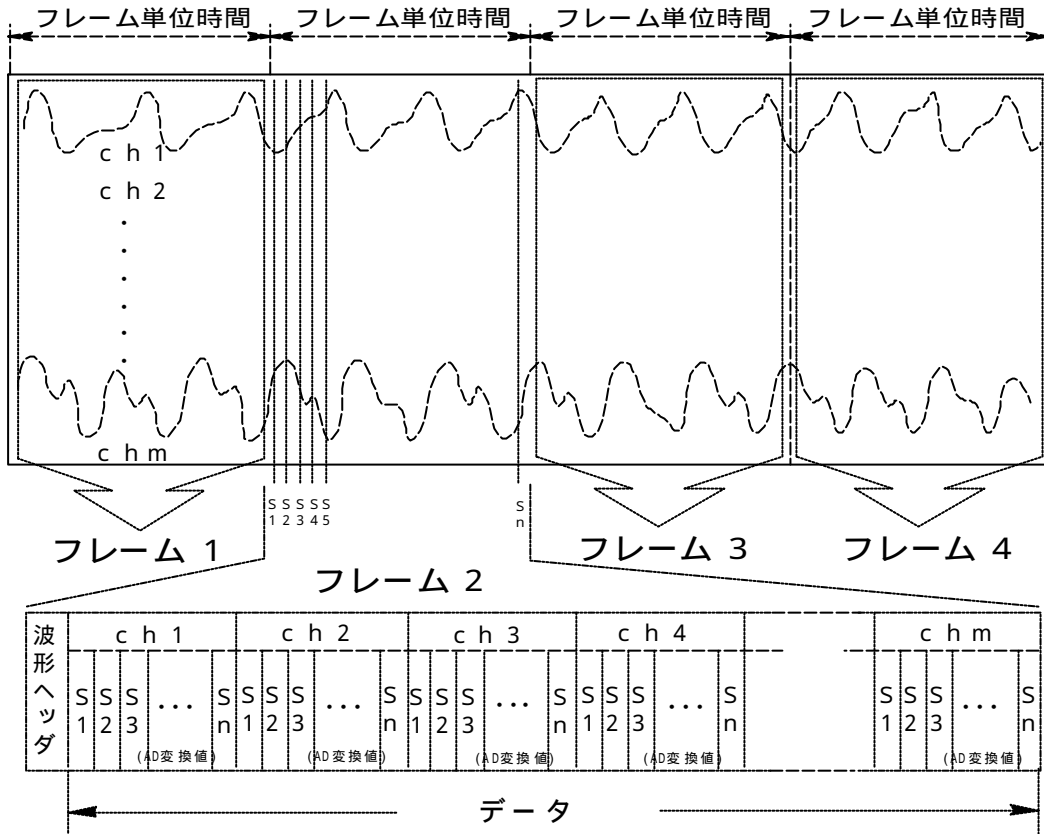 フレーム単位時間 フレーム単位時間 フレーム単位時間 フレーム単位時間
ch1
ch2
chm
S1 S2 S3 S4 S5 Sn
フレーム 1
フレーム 2
フレーム 3
フレーム 4
波形ヘッダ
ch1 ch2 ch3 ch4 chm
S1 S2 S3 ... Sn S1 S2 S3 ... Sn S1 S2 S3 ... Sn S1 S2 S3 ... Sn S1 S2 S3 ... Sn
(AD変換値) (AD変換値) (AD変換値) (AD変換値) (AD変換値)
データ